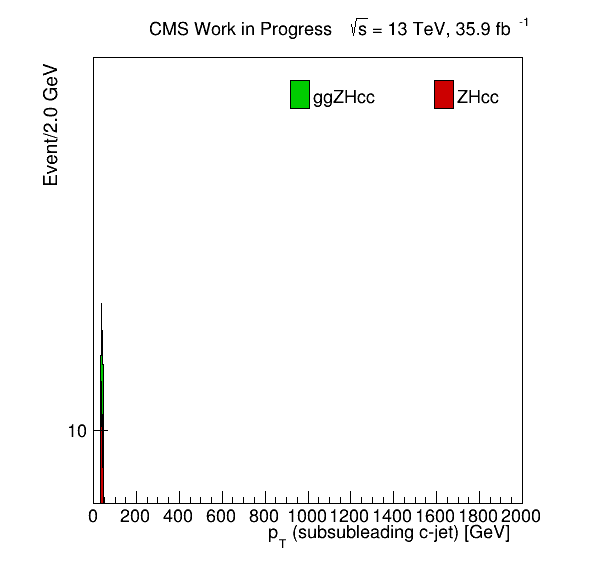 CMS Work in Progress √s = 13 TeV, 35.9 fb -1
Event/2.0 GeV
ggZHcc ZHcc
10
0 200 400 600 800 1000 1200 1400 1600 1800 2000
pT (subsubleading c-jet) [GeV]